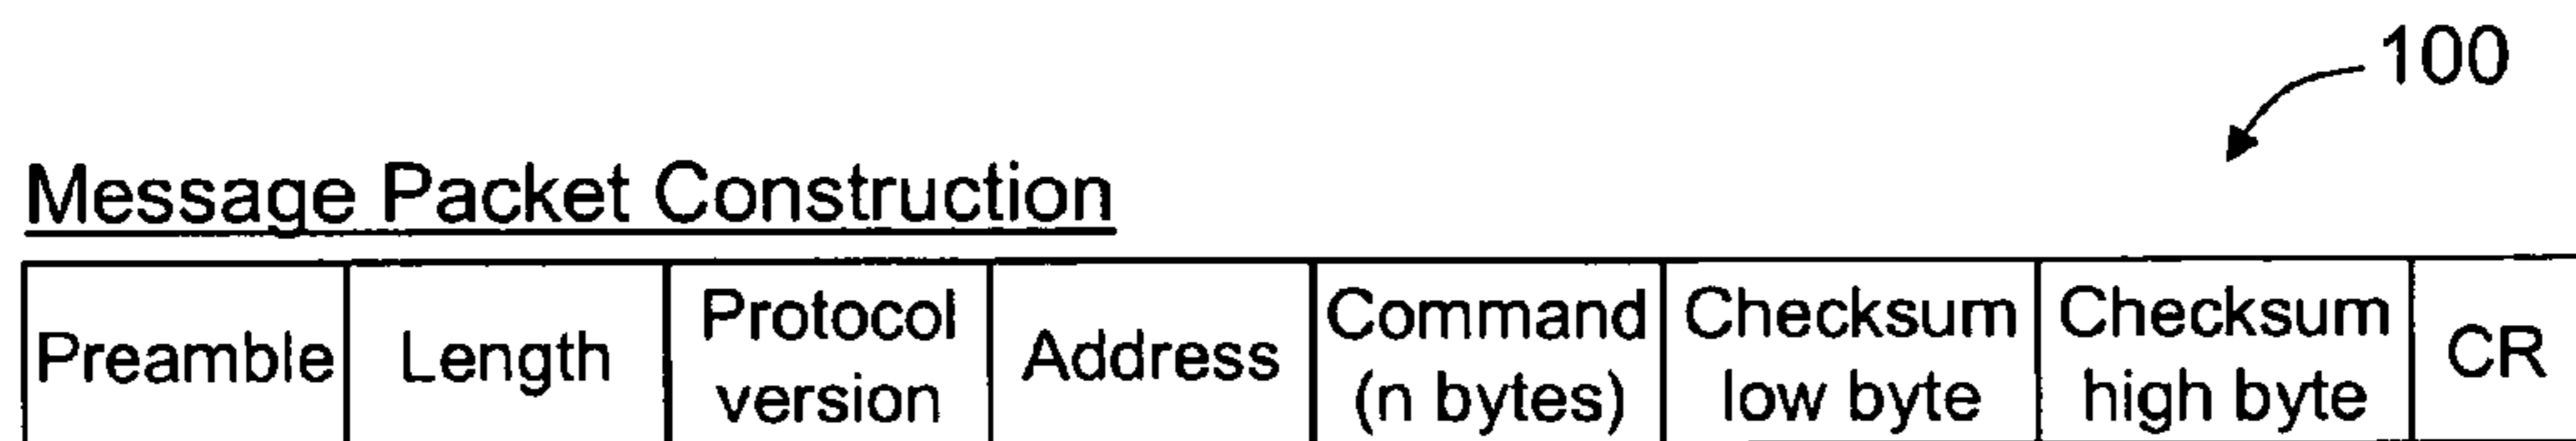 100
Message Packet Construction
Preamble
Length
Protocol
version
Address
Command
(n bytes)
Checksum
low byte
Checksum
high byte
CR